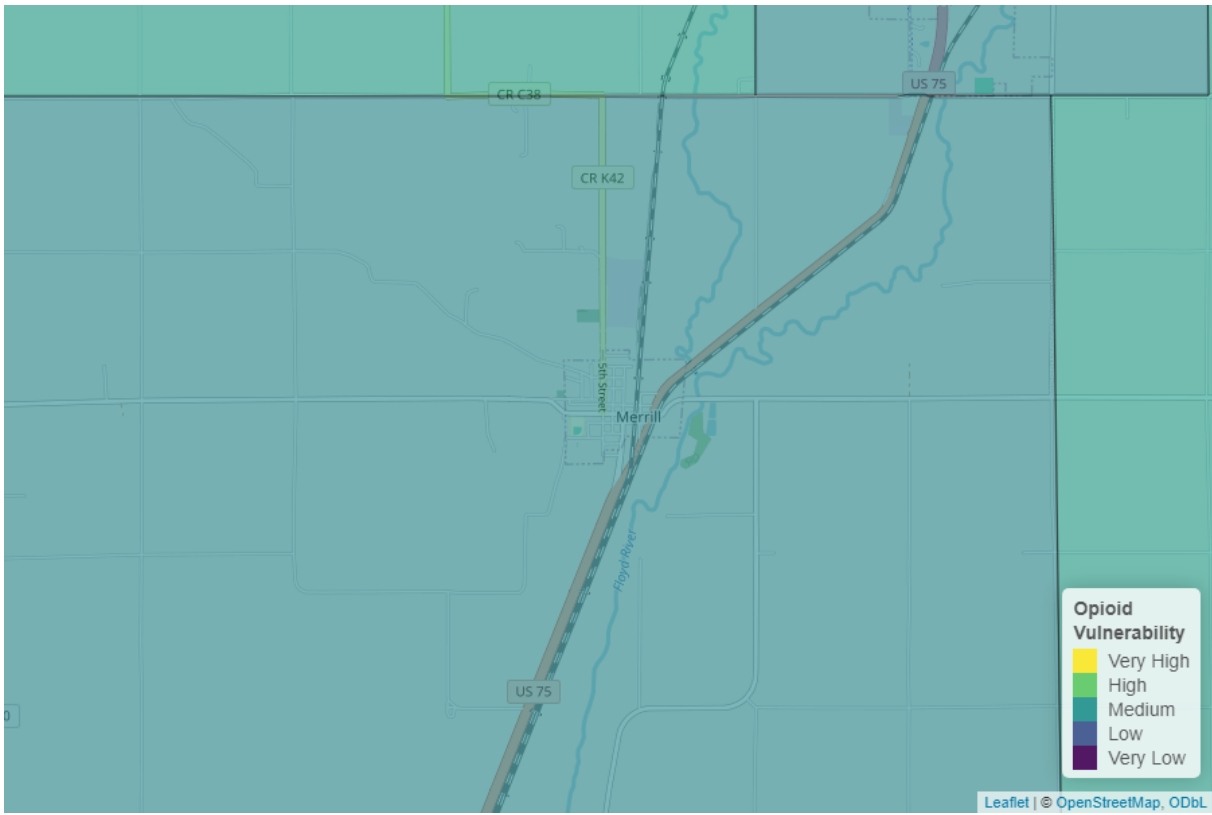 CR C38
US 75
CR K42
5th Street
Merrill
Floyd River
US 75
0
Opioid
Vulnerability
Very High
High
Medium
Low
Very Low
Leaflet | © OpenStreetMap, ODbL